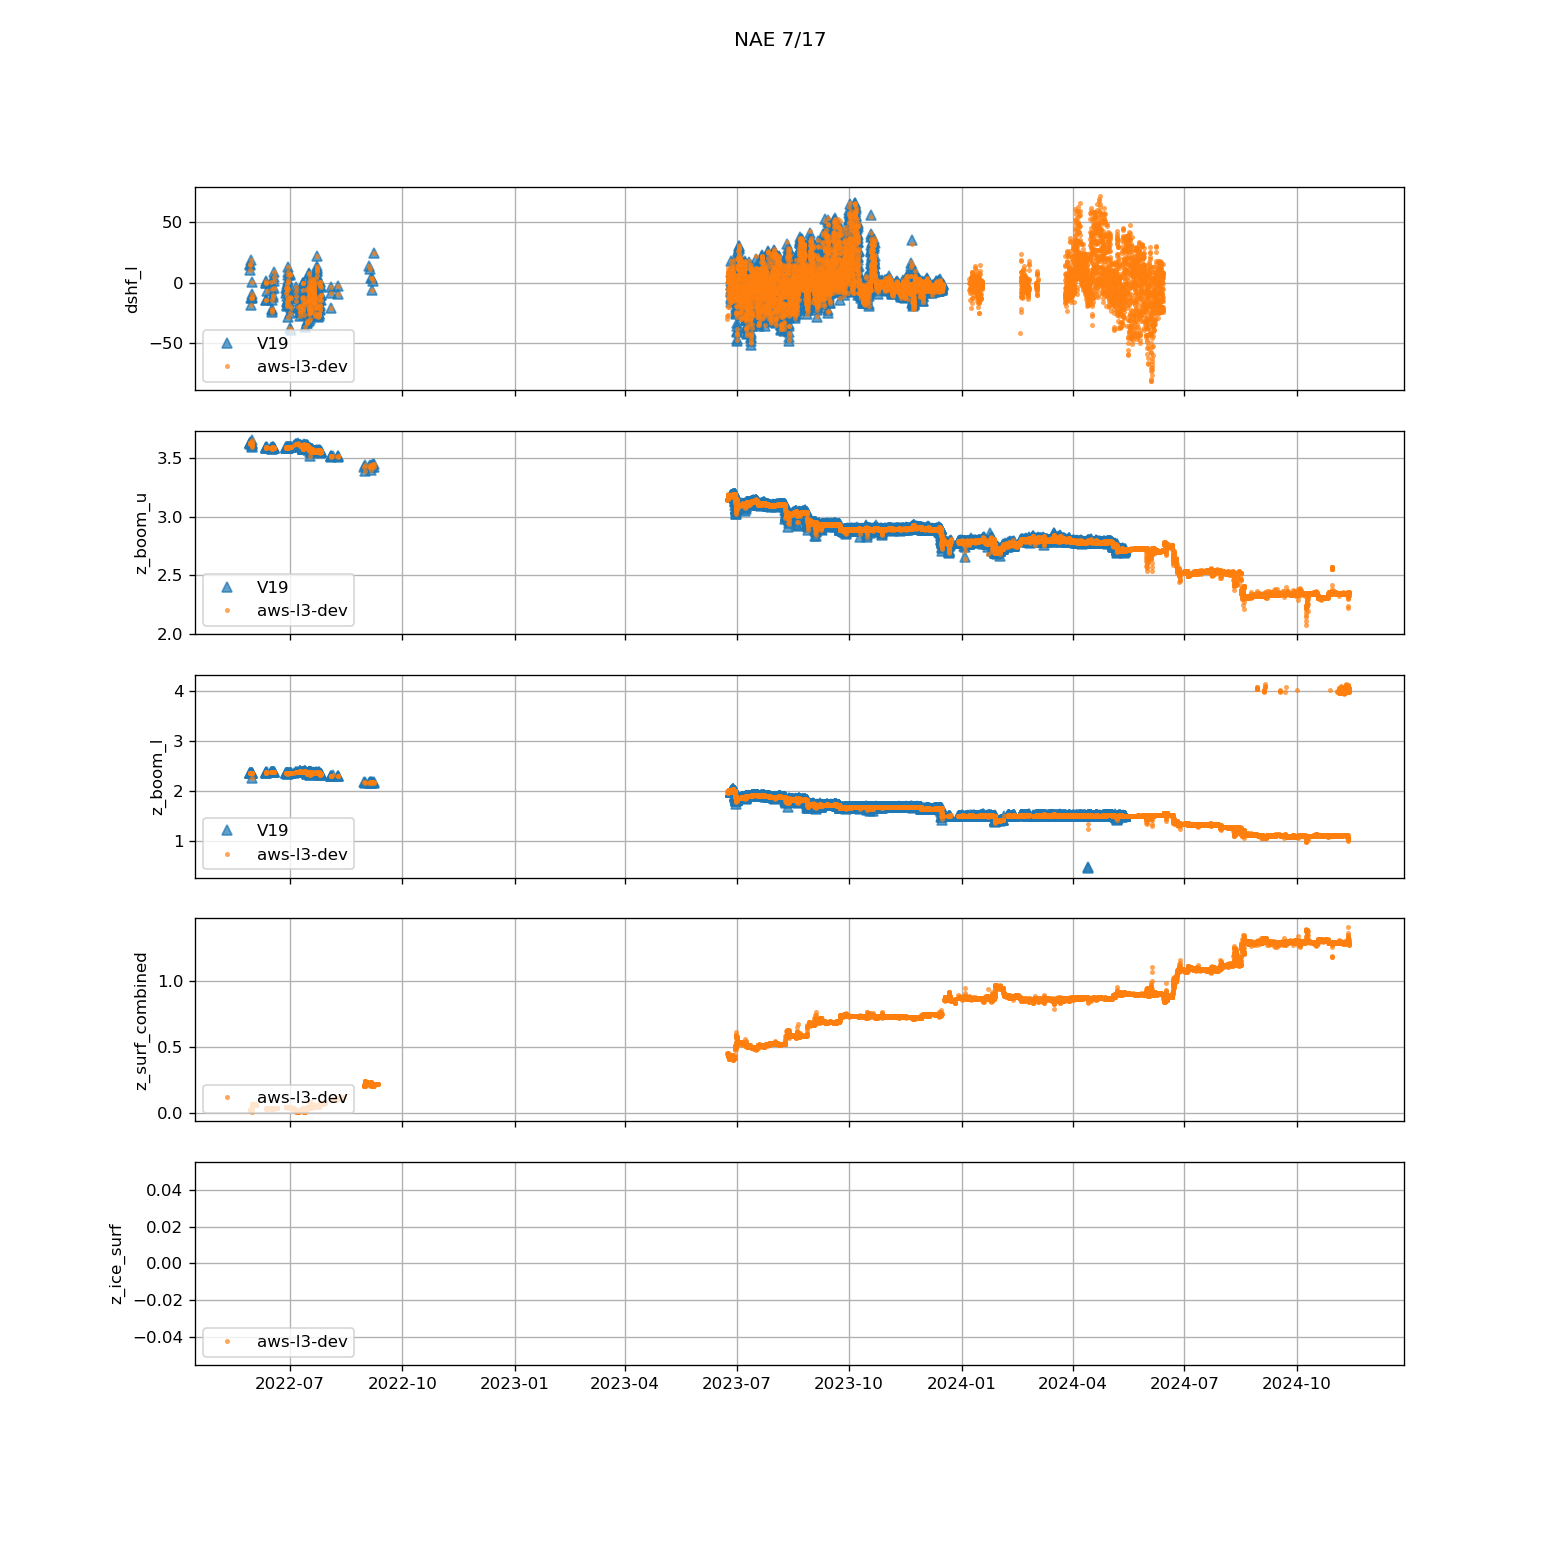 NAE 7/17
50
0
−50
dshf_l
V19
aws-l3-dev
3.5
3.0
2.5
2.0
z_boom_u
V19
aws-l3-dev
4
3
2
1
z_boom_l
V19
aws-l3-dev
1.0
0.5
0.0
z_surf_combined
aws-l3-dev
0.04
0.02
0.00
−0.02
−0.04
z_ice_surf
aws-l3-dev
2022-07 2022-10 2023-01 2023-04 2023-07 2023-10 2024-01 2024-04 2024-07 2024-10